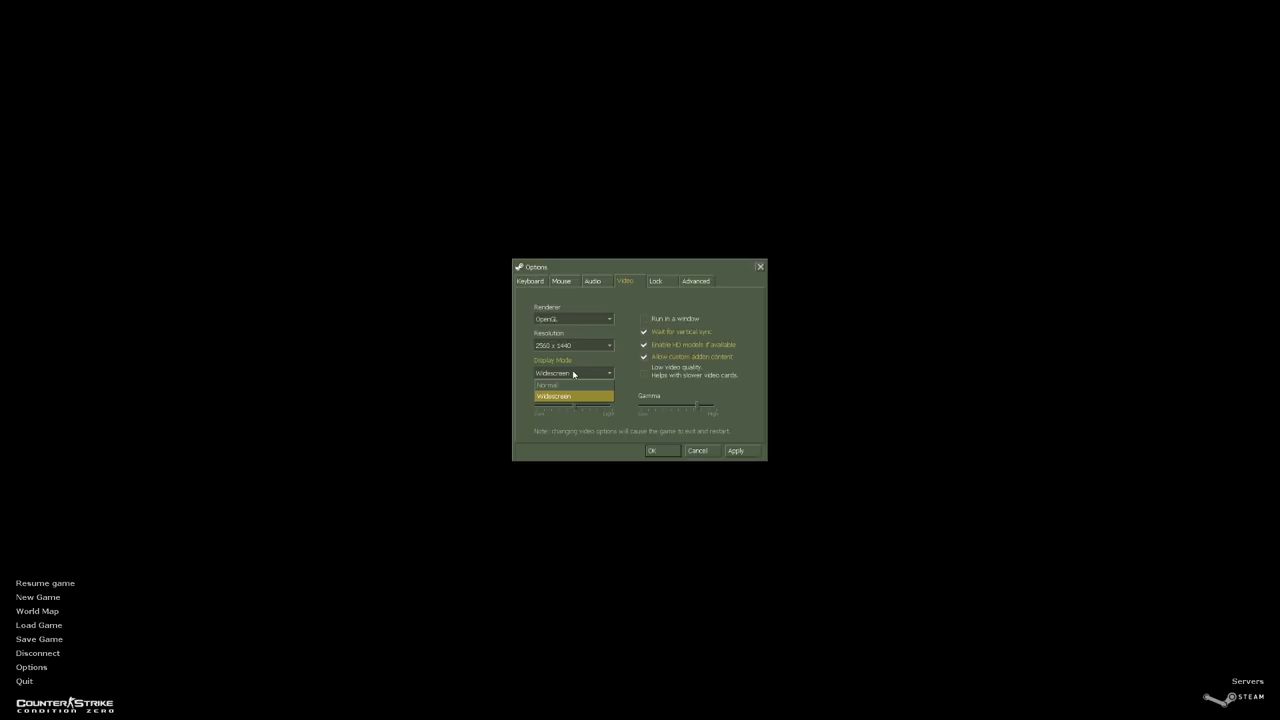 Options
Keyboard Mouse Audio Video Lock Advanced
Renderer
OpenGL
Run in a window
Resolution
Wait for vertical sync
2560 x 1440
Enable HD models if available
Display Mode
Allow custom addon content
Widescreen
Low video quality.
Helps with slower video cards.
Normal
Widescreen
Gamma
Dark Light
Low High
Note: changing video options will cause the game to exit and restart.
OK Cancel Apply
Resume game
New Game
World Map
Load Game
Save Game
Disconnect
Options
Quit
Servers
COUNTER STRIKE
CONDITION ZERO
STEAM